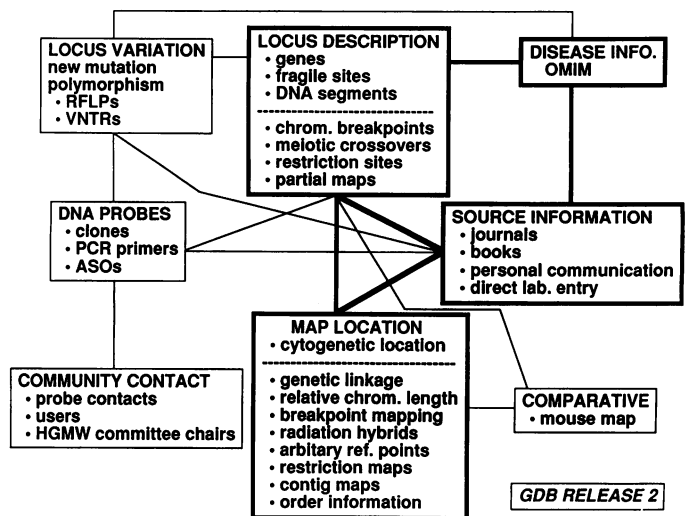 LOCUS VARIATION
new mutation
polymorphism
• RFLPs
• VNTRs
LOCUS DESCRIPTION
• genes
• fragile sites
• DNA segments
• chrom. breakpoints
• meiotic crossovers
• restriction sites
• partial maps
DISEASE INFO.
OMIM
DNA PROBES
• clones
• PCR primers
• ASOs
SOURCE INFORMATION
• journals
• books
• personal communication
• direct lab. entry
MAP LOCATION
• cytogenetic location
• genetic linkage
• relative chrom. length
• breakpoint mapping
• radiation hybrids
• arbitary ref. points
• restriction maps
• contig maps
• order information
COMMUNITY CONTACT
• probe contacts
• users
• HGMW committee chairs
COMPARATIVE
• mouse map
GDB RELEASE 2